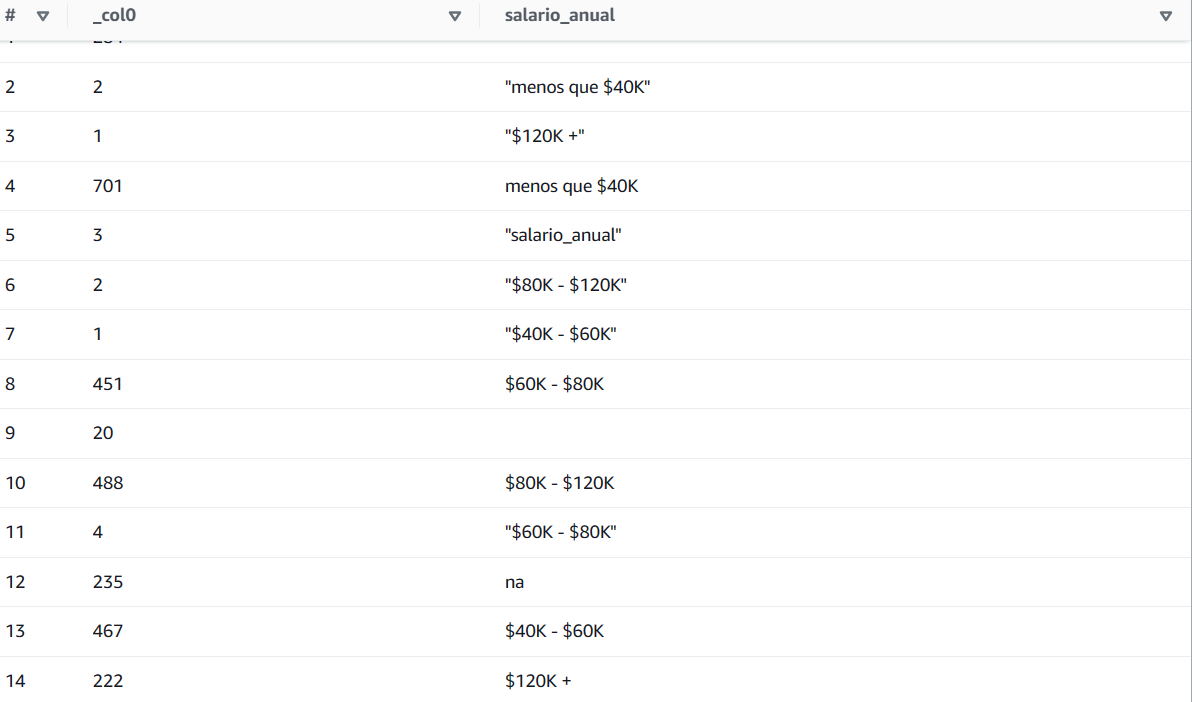 # _col0 salario_anual
2 2 "menos que $40K"
3 1 "$120K +"
4 701 menos que $40K
5 3 "salario_anual"
6 2 "$80K - $120K"
7 1 "$40K - $60K"
8 451 $60K - $80K
9 20
10 488 $80K - $120K
11 4 "$60K - $80K"
12 235 na
13 467 $40K - $60K
14 222 $120K +